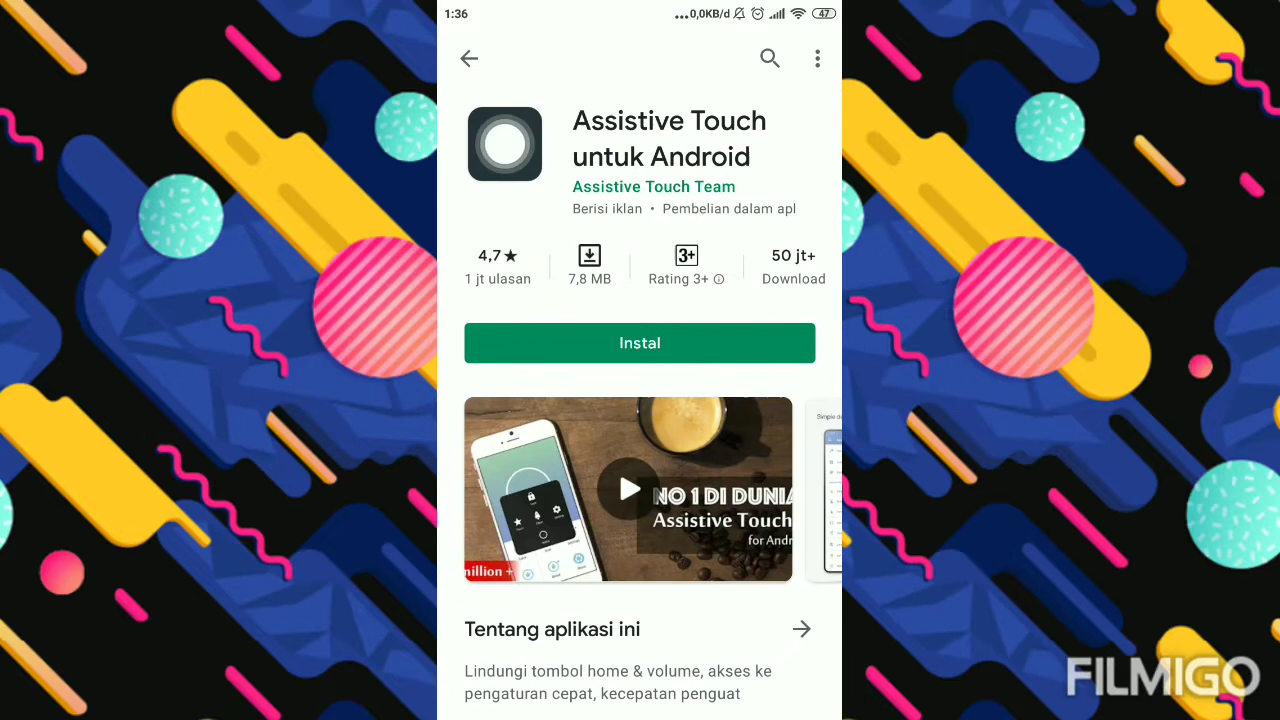 1:36
...0,0KB/d
47
Assistive Touch
untuk Android
Assistive Touch Team
Berisi iklan • Pembelian dalam apl
4,7★
3+
50 jt+
1 jt ulasan
7,8 MB
Rating 3+
Download
Instal
NO 1 DI DUNIA
Assistive Touch
for Andr
million +
Simple d
Tentang aplikasi ini
Lindungi tombol home & volume, akses ke
pengaturan cepat, kecepatan penguat
FILMIGO